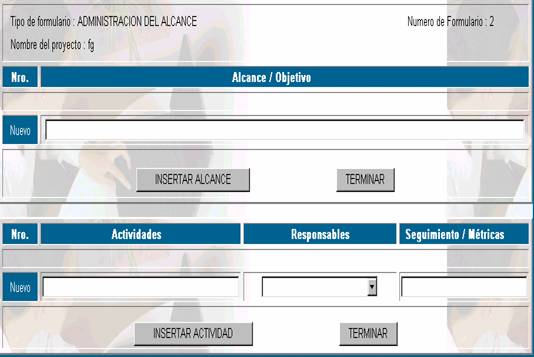 Tipo de formulario : ADMINISTRACION DEL ALCANCE Numero de Formulario : 2
Nombre del proyecto : fg
Nro. Alcance / Objetivo
Nuevo
INSERTAR ALCANCE TERMINAR
Nro. Actividades Responsables Seguimiento / Métricas
Nuevo
INSERTAR ACTIVIDAD TERMINAR